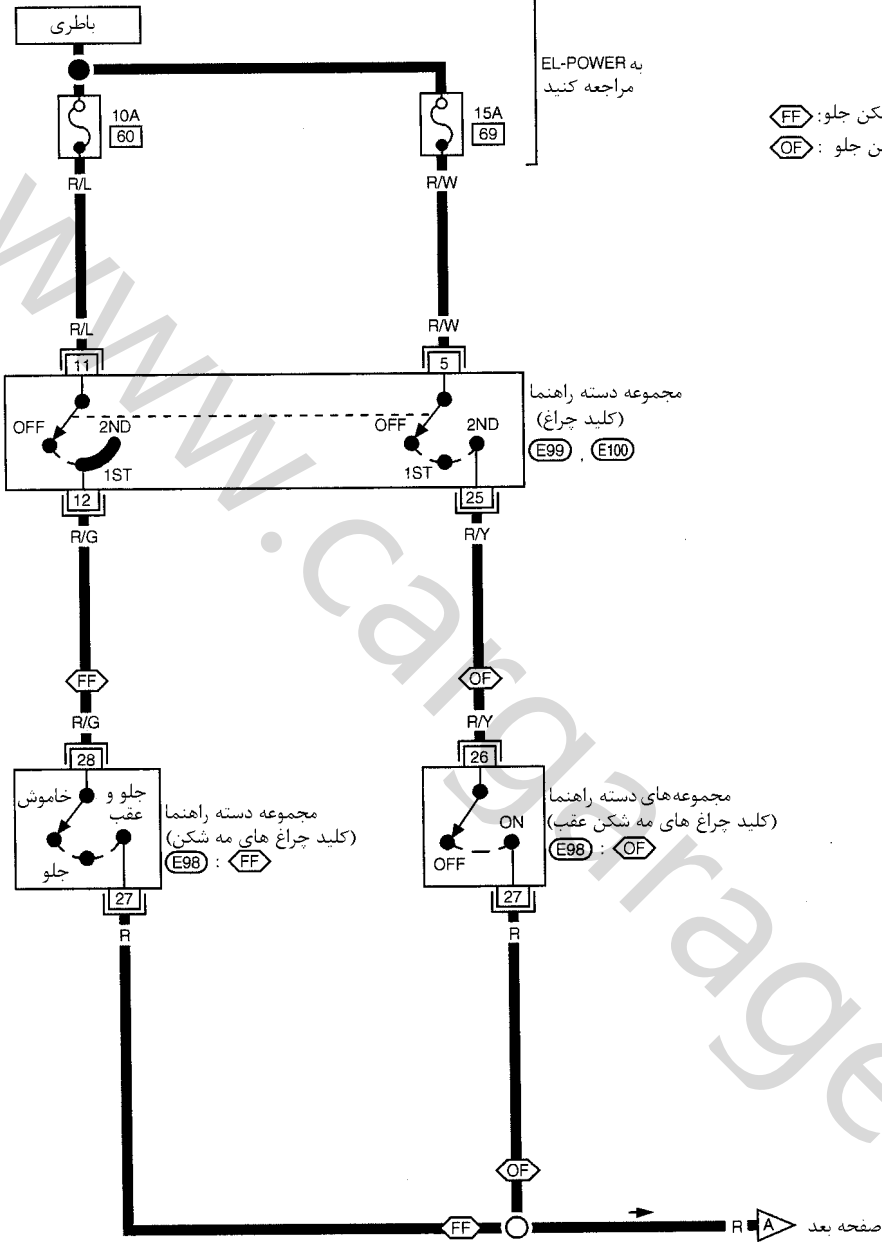 باطری
به EL-POWER
مراجعه کنید
10A
60
15A
69
جلو: FF
جلو : OF
R/L
R/W
R/L
R/W
11
5
مجموعه دسته راهنما
(کلید چراغ)
E99 , E100
OFF
2ND
1ST
OFF
2ND
1ST
12
25
R/G
R/Y
FF
OF
R/G
R/Y
28
26
خاموش
جلو و
عقب
جلو
مجموعه دسته راهنما
(کلید چراغ های مه شکن)
E98 : FF
ON
OFF
مجموعه‌های دسته راهنما
(کلید چراغ های مه شکن عقب)
E98 : OF
27
27
R
R
OF
FF
R
A
صفحه بعد
www.cargarage